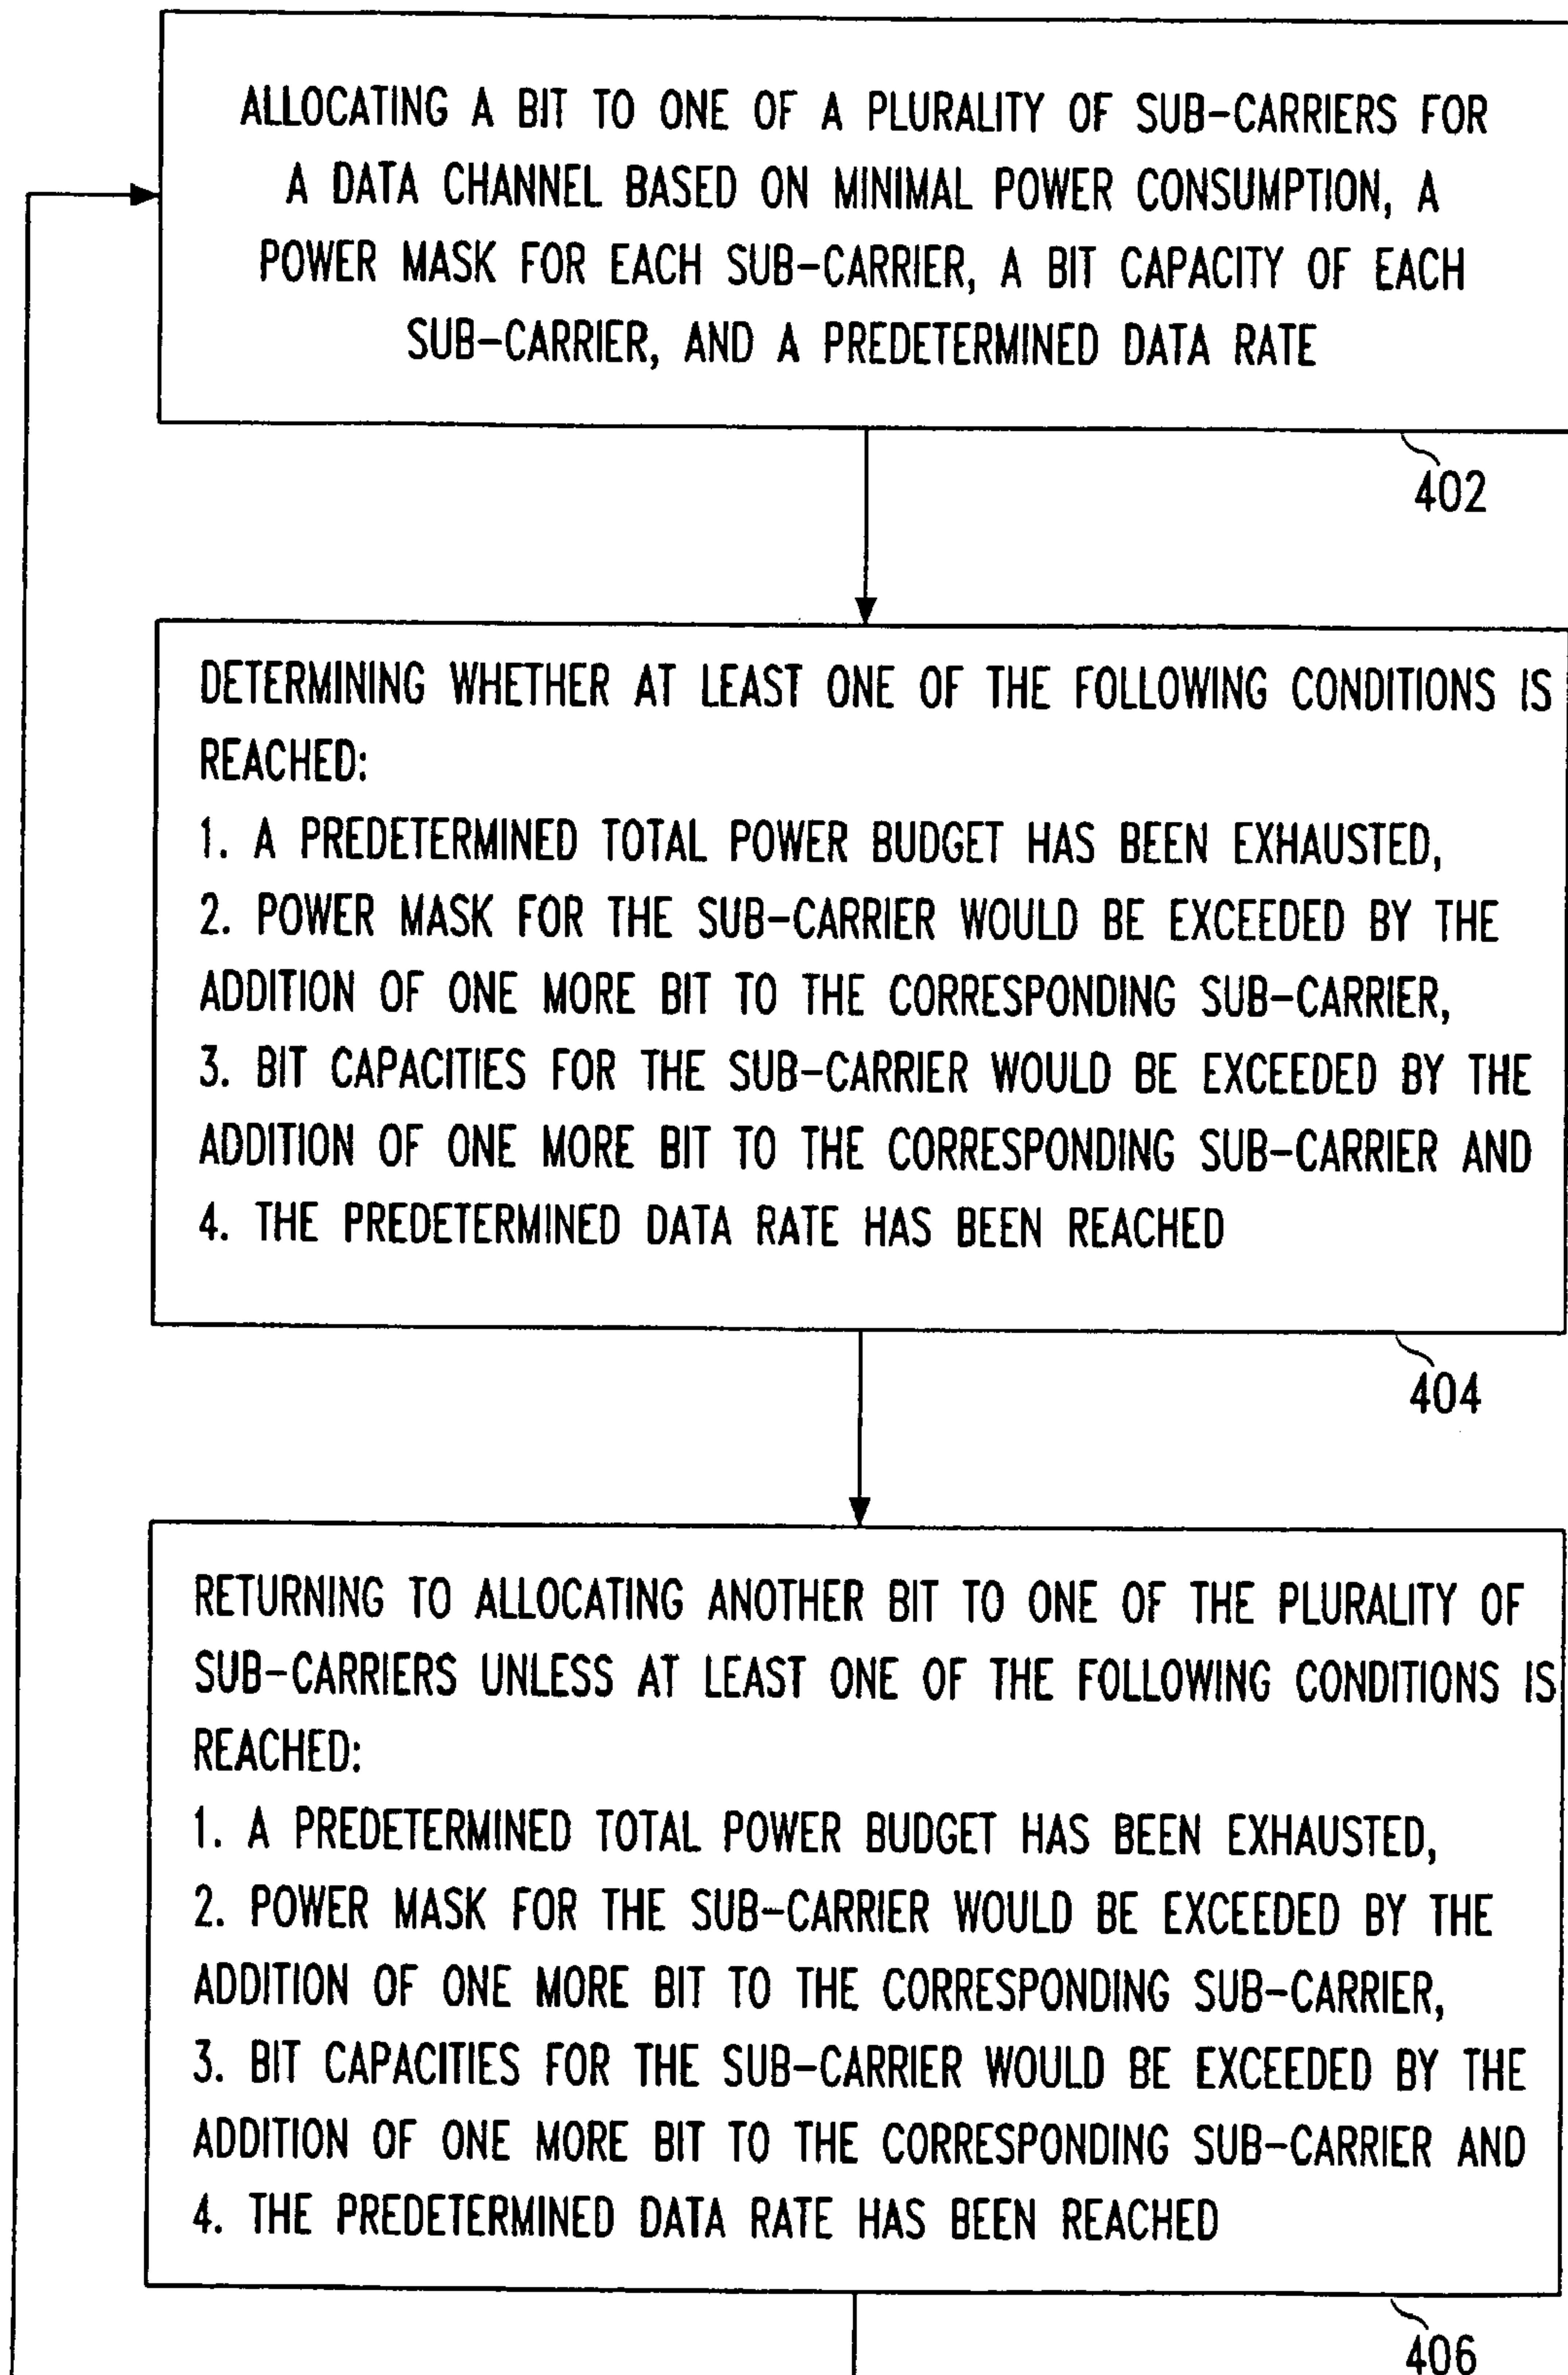 ALLOCATING A BIT TO ONE OF A PLURALITY OF SUB-CARRIERS FOR
A DATA CHANNEL BASED ON MINIMAL POWER CONSUMPTION, A
POWER MASK FOR EACH SUB-CARRIER, A BIT CAPACITY OF EACH
SUB-CARRIER, AND A PREDETERMINED DATA RATE
402
DETERMINING WHETHER AT LEAST ONE OF THE FOLLOWING CONDITIONS IS
REACHED:
1. A PREDETERMINED TOTAL POWER BUDGET HAS BEEN EXHAUSTED,
2. POWER MASK FOR THE SUB-CARRIER WOULD BE EXCEEDED BY THE
ADDITION OF ONE MORE BIT TO THE CORRESPONDING SUB-CARRIER,
3. BIT CAPACITIES FOR THE SUB-CARRIER WOULD BE EXCEEDED BY THE
ADDITION OF ONE MORE BIT TO THE CORRESPONDING SUB-CARRIER AND
4. THE PREDETERMINED DATA RATE HAS BEEN REACHED
404
RETURNING TO ALLOCATING ANOTHER BIT TO ONE OF THE PLURALITY OF
SUB-CARRIERS UNLESS AT LEAST ONE OF THE FOLLOWING CONDITIONS IS
REACHED:
1. A PREDETERMINED TOTAL POWER BUDGET HAS BEEN EXHAUSTED,
2. POWER MASK FOR THE SUB-CARRIER WOULD BE EXCEEDED BY THE
ADDITION OF ONE MORE BIT TO THE CORRESPONDING SUB-CARRIER,
3. BIT CAPACITIES FOR THE SUB-CARRIER WOULD BE EXCEEDED BY THE
ADDITION OF ONE MORE BIT TO THE CORRESPONDING SUB-CARRIER AND
4. THE PREDETERMINED DATA RATE HAS BEEN REACHED
406